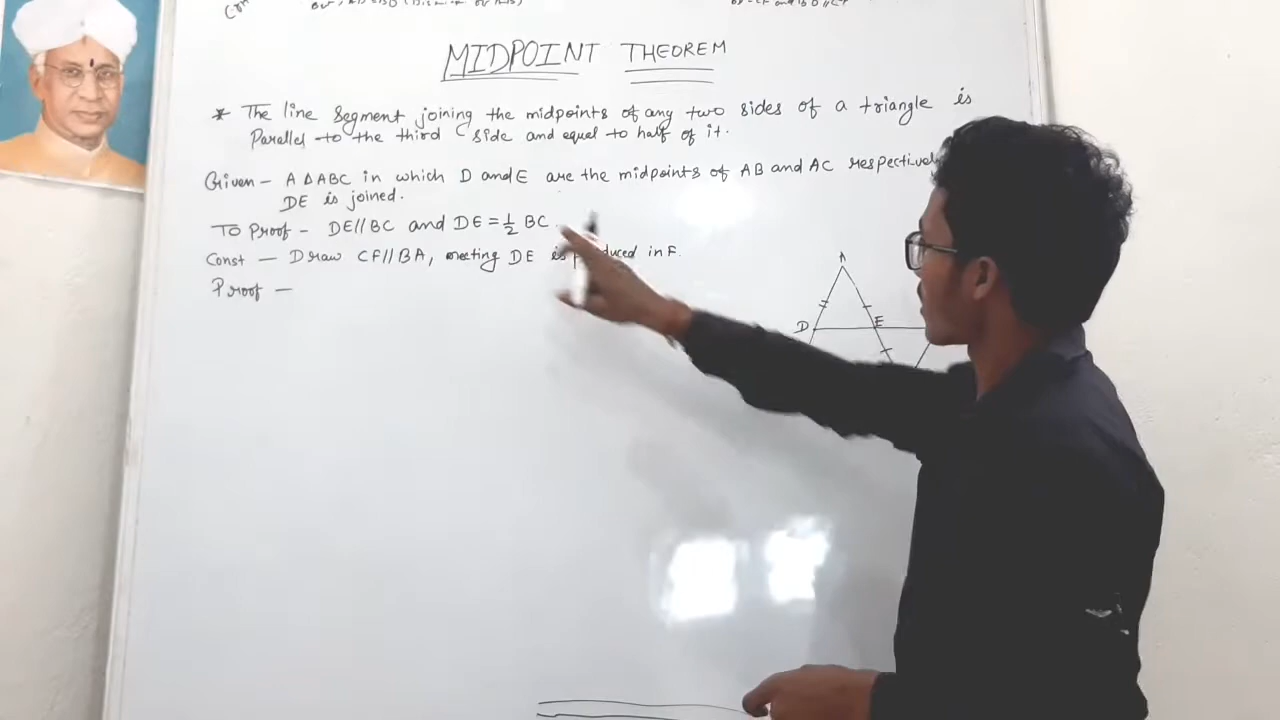 MIDPOINT THEOREM
* The line segment joining the midpoints of any two sides of a triangle is
Parallel to the third side and equal to half of it.
Given - A ΔABC in which D and E are the midpoints of AB and AC respectively
DE is joined.
To Proof - DE//BC and DE = 1/2 BC
Const - Draw CF//BA, meeting DE is produced in F.
Proof -
A
D E